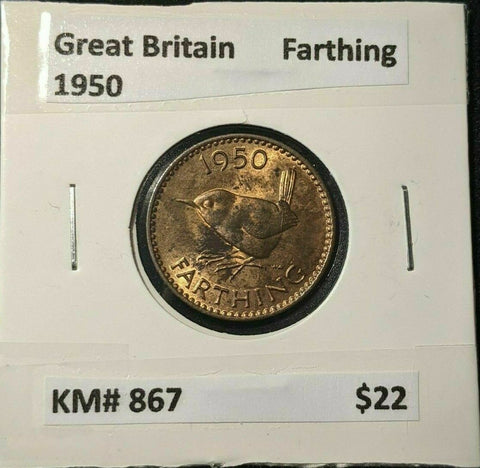 Great Britain Farthing
1950
1950
FARTHING
KM# 867 $22